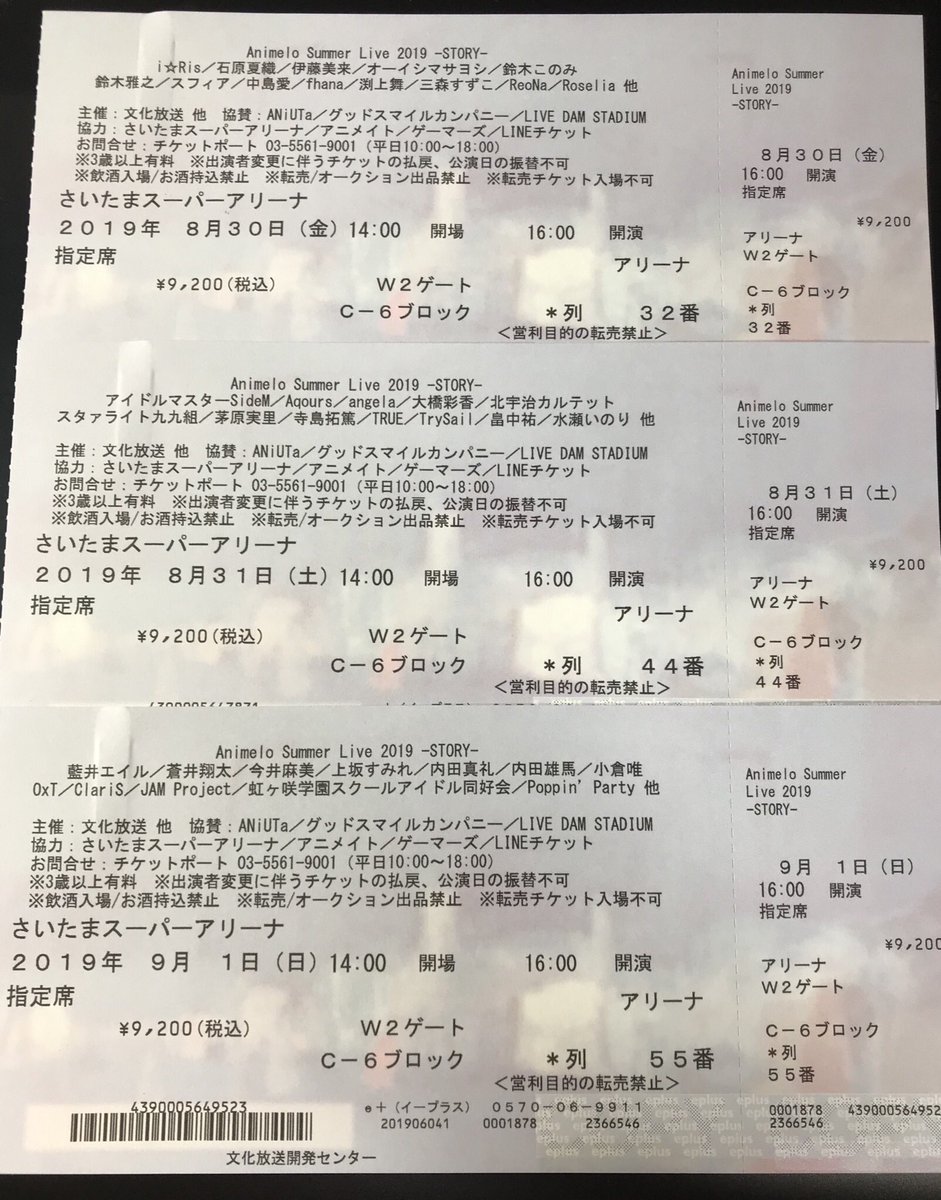 Animelo Summer Live 2019 -STORY-
i☆Ris／石原夏織／伊藤美来／オーイシマサヨシ／鈴木このみ
鈴木雅之／スフィア／中島愛／fhana／渕上舞／三森すずこ／ReoNa／Roselia 他
主催：文化放送 他　協賛：ANiUTa／グッドスマイルカンパニー／LIVE DAM STADIUM
協力：さいたまスーパーアリーナ／アニメイト／ゲーマーズ／LINEチケット
お問合せ：チケットポート 03-5561-9001（平日10:00～18:00）
※3歳以上有料　※出演者変更に伴うチケットの払戻、公演日の振替不可
※飲酒入場/お酒持込禁止　※転売/オークション出品禁止　※転売チケット入場不可
さいたまスーパーアリーナ
２０１９年　８月３０日（金）14:00　開場　16:00　開演
指定席
アリーナ
¥9,200(税込)　Ｗ２ゲート
Ｃ－６ブロック　＊列　３２番
＜営利目的の転売禁止＞
Animelo Summer
Live 2019
-STORY-
８月３０日（金）
16:00　開演
指定席
¥9,200
アリーナ
Ｗ２ゲート
Ｃ－６ブロック
＊列
３２番
Animelo Summer Live 2019 -STORY-
アイドルマスターSideM／Aqours／angela／大橋彩香／北宇治カルテット
スタァライト九九組／茅原実里／寺島拓篤／TRUE／TrySail／畠中祐／水瀬いのり 他
主催：文化放送 他　協賛：ANiUTa／グッドスマイルカンパニー／LIVE DAM STADIUM
協力：さいたまスーパーアリーナ／アニメイト／ゲーマーズ／LINEチケット
お問合せ：チケットポート 03-5561-9001（平日10:00～18:00）
※3歳以上有料　※出演者変更に伴うチケットの払戻、公演日の振替不可
※飲酒入場/お酒持込禁止　※転売/オークション出品禁止　※転売チケット入場不可
さいたまスーパーアリーナ
２０１９年　８月３１日（土）14:00　開場　16:00　開演
指定席
アリーナ
¥9,200(税込)　Ｗ２ゲート
Ｃ－６ブロック　＊列　４４番
＜営利目的の転売禁止＞
Animelo Summer
Live 2019
-STORY-
８月３１日（土）
16:00　開演
指定席
¥9,200
アリーナ
Ｗ２ゲート
Ｃ－６ブロック
＊列
４４番
Animelo Summer Live 2019 -STORY-
藍井エイル／蒼井翔太／今井麻美／上坂すみれ／内田真礼／内田雄馬／小倉唯
OxT／ClariS／JAM Project／虹ヶ咲学園スクールアイドル同好会／Poppin' Party 他
主催：文化放送 他　協賛：ANiUTa／グッドスマイルカンパニー／LIVE DAM STADIUM
協力：さいたまスーパーアリーナ／アニメイト／ゲーマーズ／LINEチケット
お問合せ：チケットポート 03-5561-9001（平日10:00～18:00）
※3歳以上有料　※出演者変更に伴うチケットの払戻、公演日の振替不可
※飲酒入場/お酒持込禁止　※転売/オークション出品禁止　※転売チケット入場不可
さいたまスーパーアリーナ
２０１９年　９月　１日（日）14:00　開場　16:00　開演
指定席
アリーナ
¥9,200(税込)　Ｗ２ゲート
Ｃ－６ブロック　＊列　５５番
＜営利目的の転売禁止＞
4390005649523　e＋（イープラス）　０５７０－０６－９９１１
201906041　0001878　2366546
文化放送開発センター
Animelo Summer
Live 2019
-STORY-
９月　１日（日）
16:00　開演
指定席
¥9,200
アリーナ
Ｗ２ゲート
Ｃ－６ブロック
＊列
５５番
0001878　439000564952
2366546